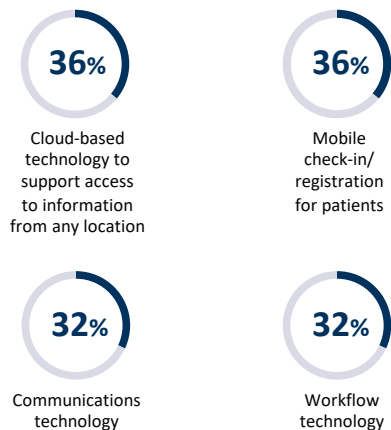 36%
Cloud-based
technology to
support access
to information
from any location
36%
Mobile
check-in/
registration
for patients
32%
Communications
technology
32%
Workflow
technology